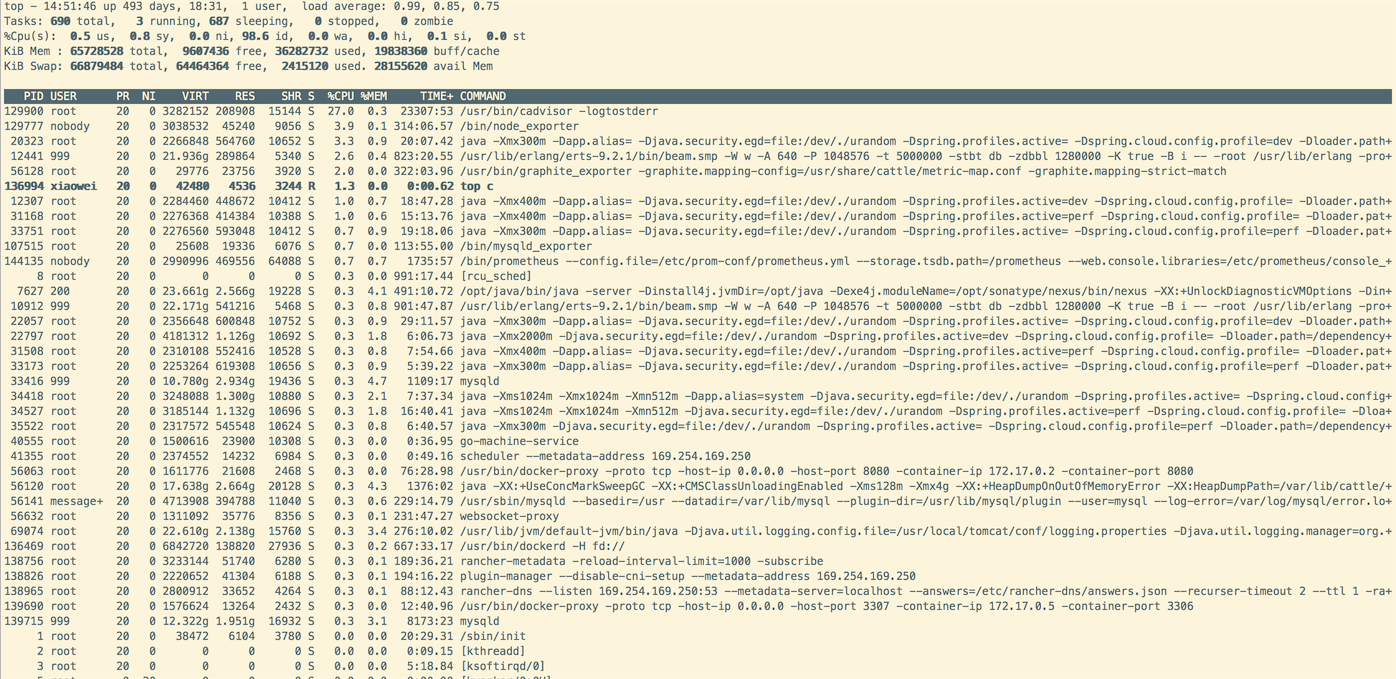 top - 14:51:46 up 493 days, 18:31,  1 user,  load average: 0.99, 0.85, 0.75
Tasks: 690 total,   3 running, 687 sleeping,   0 stopped,   0 zombie
%Cpu(s):  0.5 us,  0.8 sy,  0.0 ni, 98.6 id,  0.0 wa,  0.0 hi,  0.1 si,  0.0 st
KiB Mem : 65728528 total,  9607436 free, 36282732 used, 19838360 buff/cache
KiB Swap: 66879484 total, 64464364 free,  2415120 used. 28155620 avail Mem
PID USER PR NI VIRT RES SHR S %CPU %MEM TIME+ COMMAND
129900 root 20 0 3282152 208908 15144 S 27.0 0.3 23307:53 /usr/bin/cadvisor -logtostderr
129777 nobody 20 0 3038532 45240 9056 S 3.9 0.1 314:06.57 /bin/node_exporter
20323 root 20 0 2266848 564760 10652 S 3.3 0.9 20:07.42 java -Xmx300m -Dapp.alias= -Djava.security.egd=file:/dev/./urandom -Dspring.profiles.active= -Dspring.cloud.config.profile=dev -Dloader.path+
12441 999 20 0 21.936g 289864 5340 S 2.6 0.4 823:20.55 /usr/lib/erlang/erts-9.2.1/bin/beam.smp -W w -A 640 -P 1048576 -t 5000000 -stbt db -zdbbl 1280000 -K true -B i -- -root /usr/lib/erlang -pro+
56128 root 20 0 29776 23756 3920 S 2.0 0.0 322:03.96 /usr/bin/graphite_exporter -graphite.mapping-config=/usr/share/cattle/metric-map.conf -graphite.mapping-strict-match
136994 xiaowei 20 0 42480 4536 3244 R 1.3 0.0 0:00.62 top c
12307 root 20 0 2284460 448672 10412 S 1.0 0.7 18:47.28 java -Xmx400m -Dapp.alias= -Djava.security.egd=file:/dev/./urandom -Dspring.profiles.active=dev -Dspring.cloud.config.profile= -Dloader.path+
31168 root 20 0 2276368 414384 10388 S 1.0 0.6 15:13.76 java -Xmx400m -Dapp.alias= -Djava.security.egd=file:/dev/./urandom -Dspring.profiles.active=perf -Dspring.cloud.config.profile= -Dloader.pat+
33751 root 20 0 2276560 593048 10412 S 0.7 0.9 19:18.06 java -Xmx300m -Dapp.alias= -Djava.security.egd=file:/dev/./urandom -Dspring.profiles.active= -Dspring.cloud.config.profile=perf -Dloader.pat+
107515 root 20 0 25608 19336 6076 S 0.7 0.0 113:55.00 /bin/mysqld_exporter
144135 nobody 20 0 2990996 469556 64088 S 0.7 0.7 1735:57 /bin/prometheus --config.file=/etc/prom-conf/prometheus.yml --storage.tsdb.path=/prometheus --web.console.libraries=/etc/prometheus/console_+
8 root 20 0 0 0 0 S 0.3 0.0 991:17.44 [rcu_sched]
7627 200 20 0 23.661g 2.566g 19228 S 0.3 4.1 491:10.72 /opt/java/bin/java -server -Dinstall4j.jvmDir=/opt/java -Dexe4j.moduleName=/opt/sonatype/nexus/bin/nexus -XX:+UnlockDiagnosticVMOptions -Din+
10912 999 20 0 22.171g 541216 5468 S 0.3 0.8 901:47.87 /usr/lib/erlang/erts-9.2.1/bin/beam.smp -W w -A 640 -P 1048576 -t 5000000 -stbt db -zdbbl 1280000 -K true -B i -- -root /usr/lib/erlang -pro+
22057 root 20 0 2356648 600848 10752 S 0.3 0.9 29:11.57 java -Xmx300m -Dapp.alias= -Djava.security.egd=file:/dev/./urandom -Dspring.profiles.active= -Dspring.cloud.config.profile=dev -Dloader.path+
22797 root 20 0 4181312 1.126g 10692 S 0.3 1.8 6:06.73 java -Xmx2000m -Djava.security.egd=file:/dev/./urandom -Dspring.profiles.active=dev -Dspring.cloud.config.profile= -Dloader.path=/dependency+
31508 root 20 0 2310108 552416 10528 S 0.3 0.8 7:54.66 java -Xmx400m -Dapp.alias= -Djava.security.egd=file:/dev/./urandom -Dspring.profiles.active=perf -Dspring.cloud.config.profile= -Dloader.pat+
33173 root 20 0 2253264 619308 10656 S 0.3 0.9 5:39.22 java -Xmx300m -Dapp.alias= -Djava.security.egd=file:/dev/./urandom -Dspring.profiles.active= -Dspring.cloud.config.profile=perf -Dloader.pat+
33416 999 20 0 10.780g 2.934g 19436 S 0.3 4.7 1109:17 mysqld
34418 root 20 0 3248088 1.300g 10880 S 0.3 2.1 7:37.34 java -Xms1024m -Xmx1024m -Xmn512m -Dapp.alias=system -Djava.security.egd=file:/dev/./urandom -Dspring.profiles.active= -Dspring.cloud.config+
34527 root 20 0 3185144 1.132g 10696 S 0.3 1.8 16:40.41 java -Xms1024m -Xmx1024m -Xmn512m -Djava.security.egd=file:/dev/./urandom -Dspring.profiles.active=perf -Dspring.cloud.config.profile= -Dloa+
35522 root 20 0 2317572 545548 10624 S 0.3 0.8 6:40.57 java -Xmx300m -Djava.security.egd=file:/dev/./urandom -Dspring.profiles.active= -Dspring.cloud.config.profile=perf -Dloader.path=/dependency+
40555 root 20 0 1500616 23900 10308 S 0.3 0.0 0:36.95 go-machine-service
41355 root 20 0 2374552 14232 6984 S 0.3 0.0 0:49.16 scheduler --metadata-address 169.254.169.250
56063 root 20 0 1611776 21608 2468 S 0.3 0.0 76:28.98 /usr/bin/docker-proxy -proto tcp -host-ip 0.0.0.0 -host-port 8080 -container-ip 172.17.0.2 -container-port 8080
56120 root 20 0 17.638g 2.664g 20128 S 0.3 4.3 1376:02 java -XX:+UseConcMarkSweepGC -XX:+CMSClassUnloadingEnabled -Xms128m -Xmx4g -XX:+HeapDumpOnOutOfMemoryError -XX:HeapDumpPath=/var/lib/cattle/+
56141 message+ 20 0 4713908 394788 11040 S 0.3 0.6 229:14.79 /usr/sbin/mysqld --basedir=/usr --datadir=/var/lib/mysql --plugin-dir=/usr/lib/mysql/plugin --user=mysql --log-error=/var/log/mysql/error.lo+
56632 root 20 0 1311092 35776 8356 S 0.3 0.1 231:47.27 websocket-proxy
69074 root 20 0 22.610g 2.138g 15760 S 0.3 3.4 276:10.02 /usr/lib/jvm/default-jvm/bin/java -Djava.util.logging.config.file=/usr/local/tomcat/conf/logging.properties -Djava.util.logging.manager=org.+
136469 root 20 0 6842720 138820 27936 S 0.3 0.2 667:33.17 /usr/bin/dockerd -H fd://
138756 root 20 0 3233144 51740 6280 S 0.3 0.1 189:36.21 rancher-metadata -reload-interval-limit=1000 -subscribe
138826 root 20 0 2220652 41304 6188 S 0.3 0.1 194:16.22 plugin-manager --disable-cni-setup --metadata-address 169.254.169.250
138965 root 20 0 2800912 33652 4264 S 0.3 0.1 88:12.43 rancher-dns --listen 169.254.169.250:53 --metadata-server=localhost --answers=/etc/rancher-dns/answers.json --recurser-timeout 2 --ttl 1 -ra+
139690 root 20 0 1576624 13264 2432 S 0.3 0.0 12:40.96 /usr/bin/docker-proxy -proto tcp -host-ip 0.0.0.0 -host-port 3307 -container-ip 172.17.0.5 -container-port 3306
139715 999 20 0 12.322g 1.951g 16932 S 0.3 3.1 8173:23 mysqld
1 root 20 0 38472 6104 3780 S 0.0 0.0 20:29.31 /sbin/init
2 root 20 0 0 0 0 S 0.0 0.0 0:09.15 [kthreadd]
3 root 20 0 0 0 0 S 0.0 0.0 5:18.84 [ksoftirqd/0]